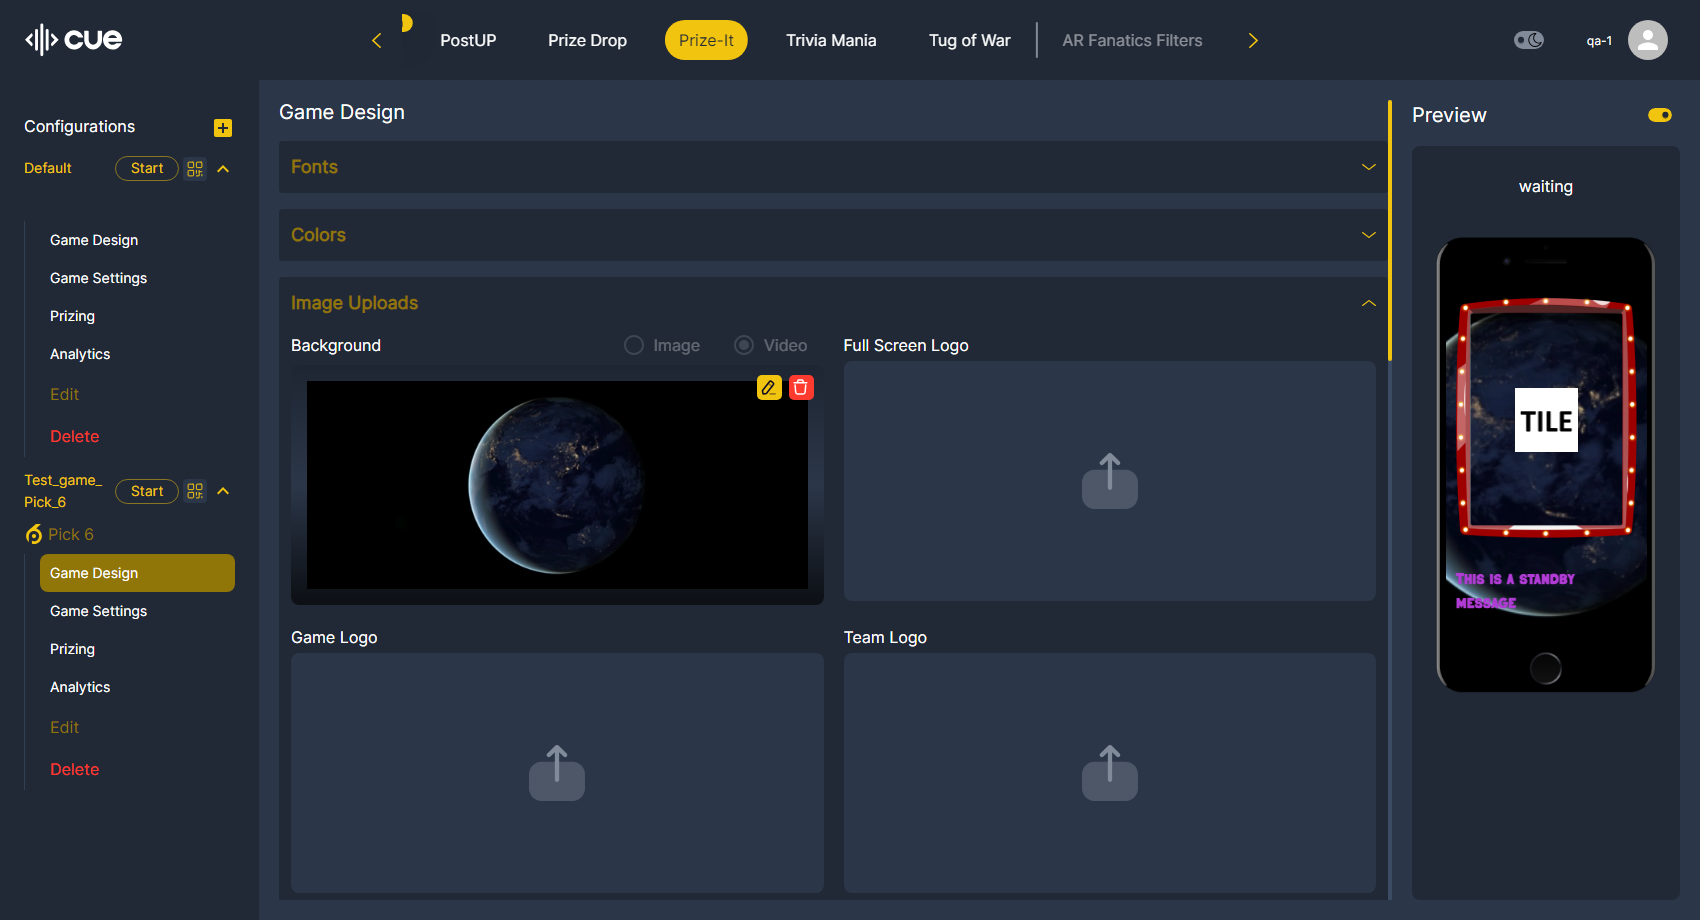 cue
PostUP
Prize Drop
Prize-It
Trivia Mania
Tug of War
AR Fanatics Filters
qa-1
Configurations
Default
Start
Game Design
Game Settings
Prizing
Analytics
Edit
Delete
Test_game_
Pick_6
Start
Pick 6
Game Design
Game Settings
Prizing
Analytics
Edit
Delete
Game Design
Fonts
Colors
Image Uploads
Background
Image
Video
Full Screen Logo
Game Logo
Team Logo
Preview
waiting
TILE
THIS IS A STANDBY
MESSAGE